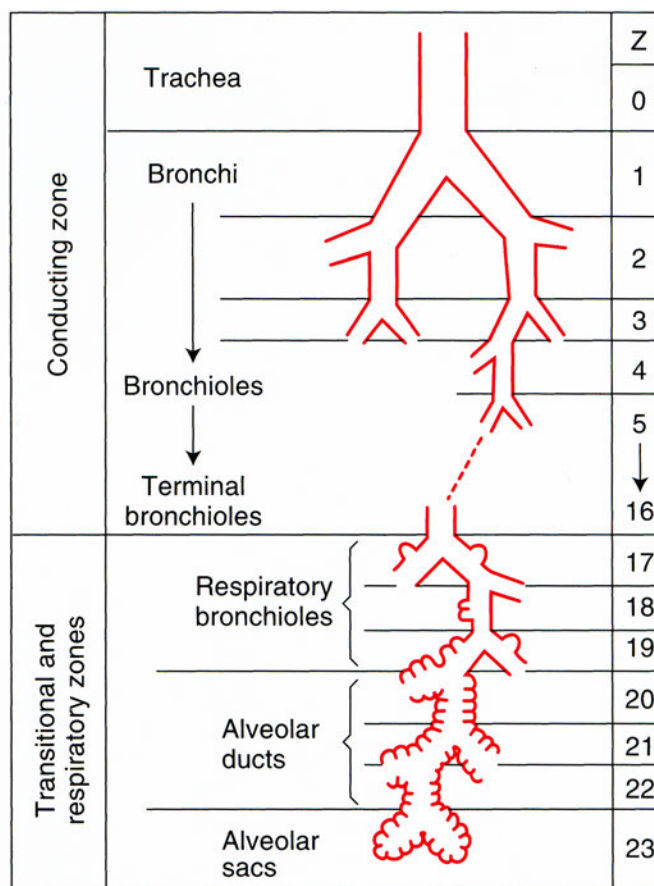 Conducting zone
Transitional and
respiratory zones
Trachea
Bronchi
Bronchioles
Terminal
bronchioles
Respiratory
bronchioles
Alveolar
ducts
Alveolar
sacs
Z
0
1
2
3
4
5
16
17
18
19
20
21
22
23